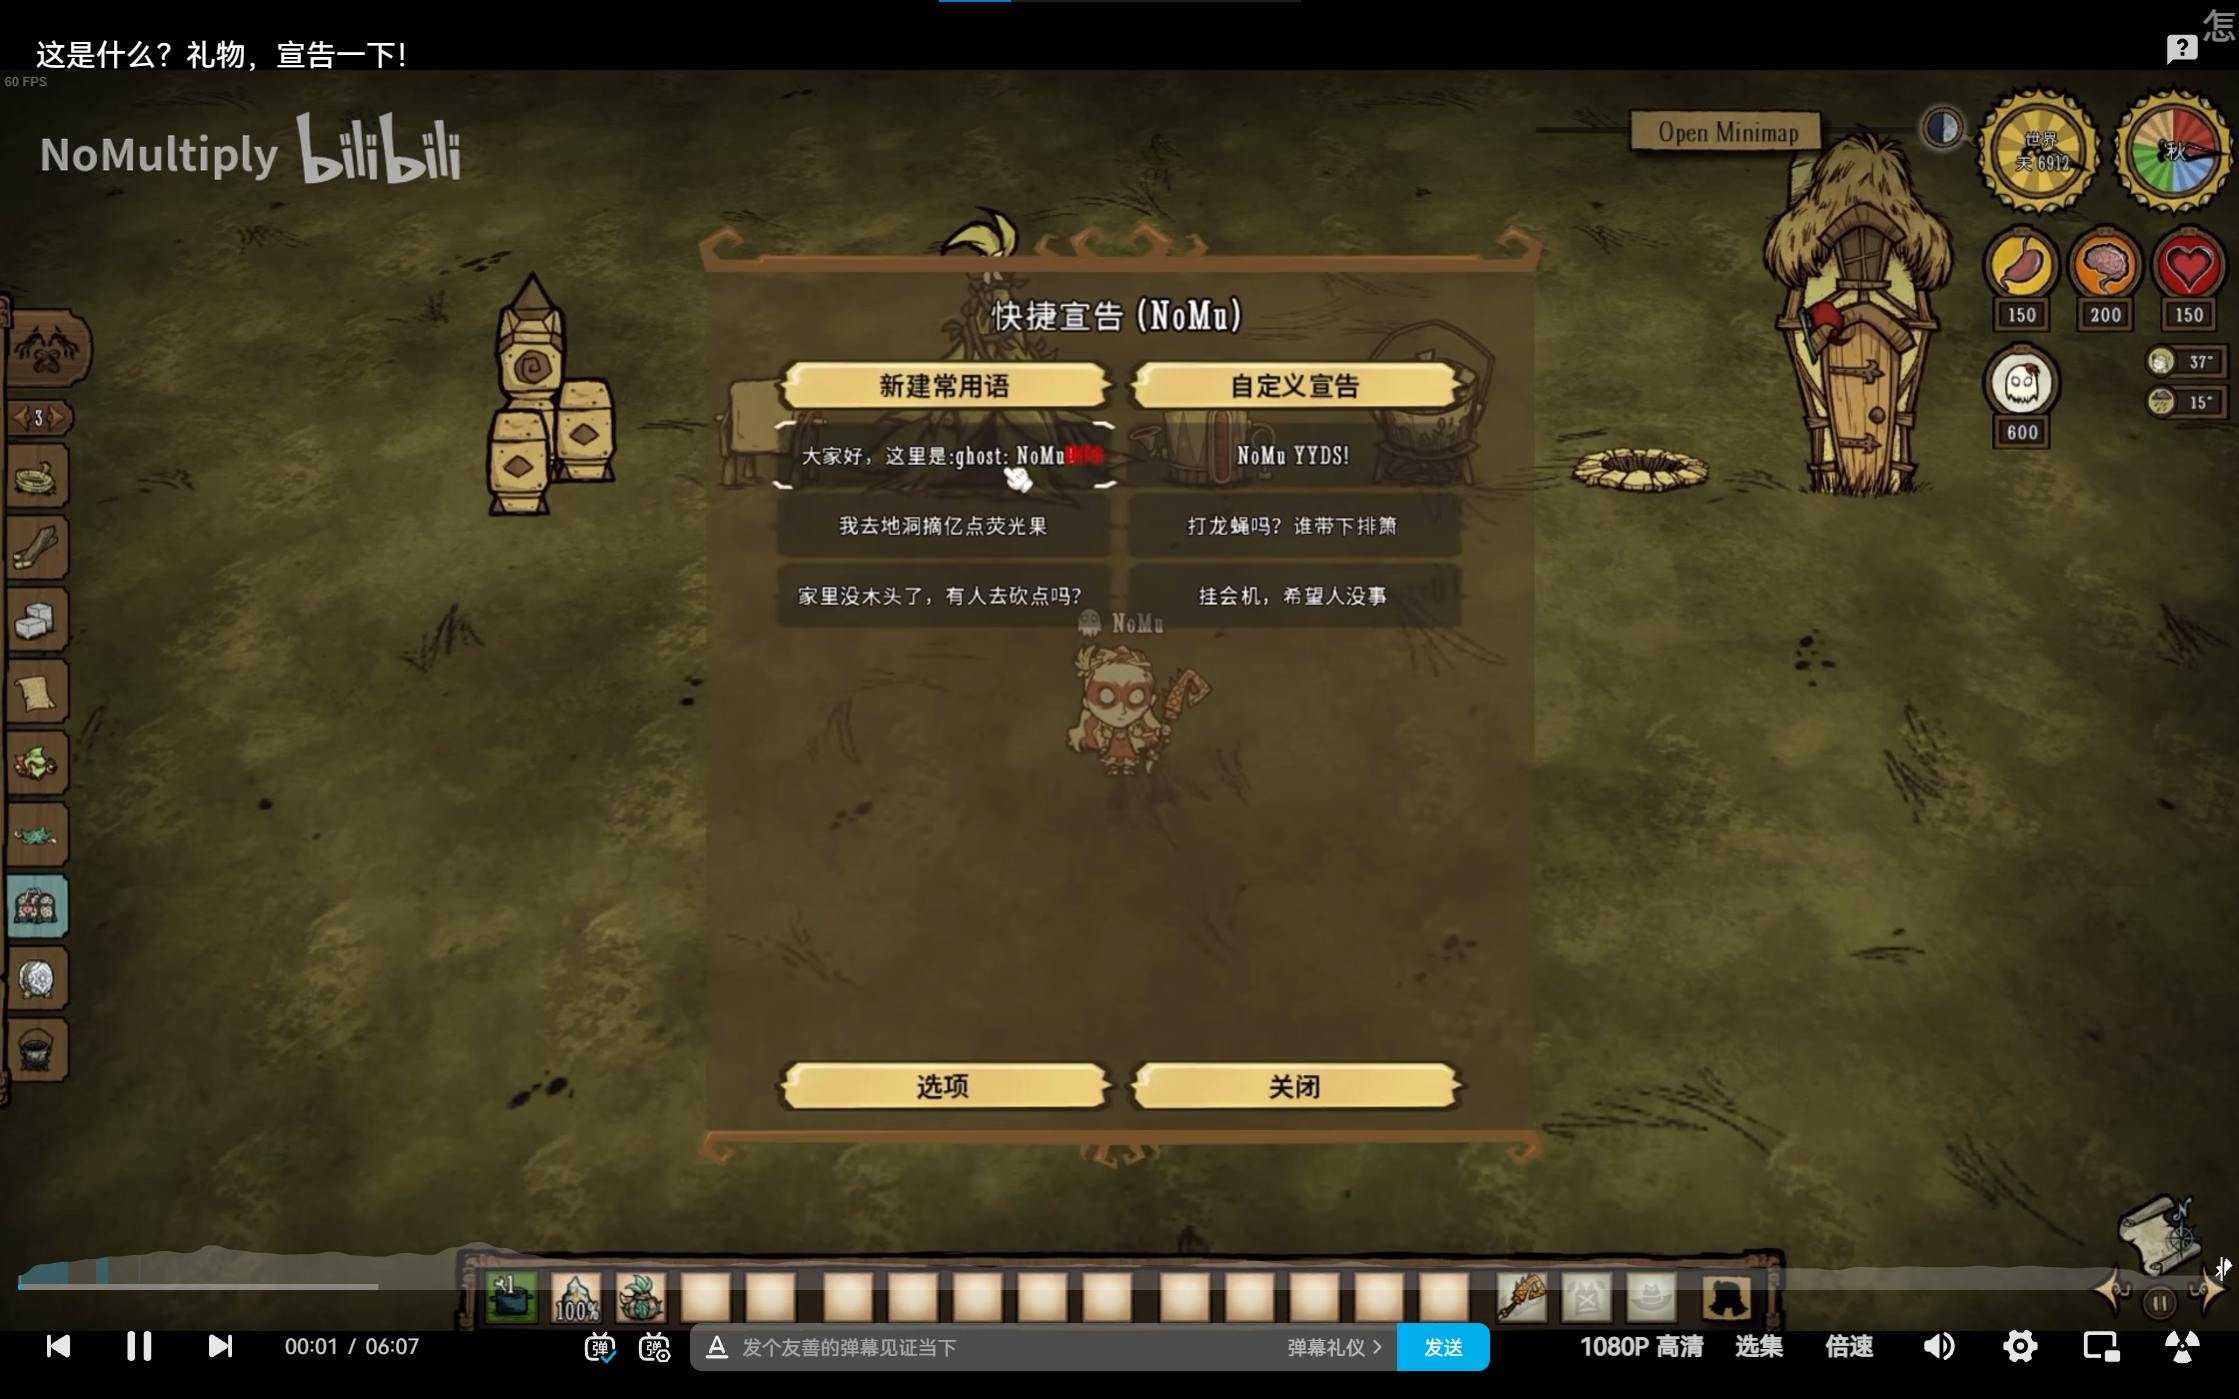 怎
这是什么？礼物，宣告一下！
60 FPS
NoMultiply bilibili
Open Minimap
世界
天 6912
秋
150
200
150
37°
15°
600
3
快捷宣告 (NoMu)
新建常用语
自定义宣告
大家好，这里是:ghost: NoMu
NoMu YYDS!
我去地洞摘亿点荧光果
打龙蝇吗？谁带下排箫
家里没木头了，有人去砍点吗？
挂会机，希望人没事
NoMu
选项
关闭
1
100%
00:01 / 06:07
弹
弹
发个友善的弹幕见证当下
弹幕礼仪
发送
1080P 高清
选集
倍速